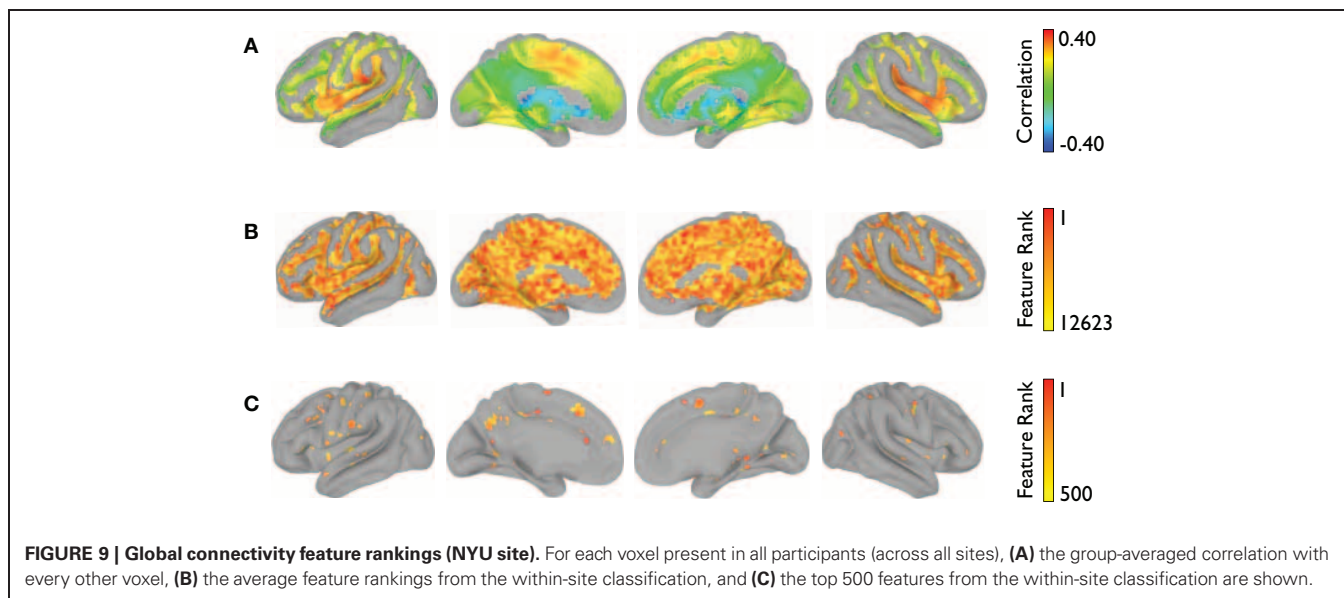 A
0.40
Correlation
-0.40
B
1
Feature Rank
12623
C
1
Feature Rank
500
FIGURE 9 | Global connectivity feature rankings (NYU site). For each voxel present in all participants (across all sites), (A) the group-averaged correlation with
every other voxel, (B) the average feature rankings from the within-site classification, and (C) the top 500 features from the within-site classification are shown.